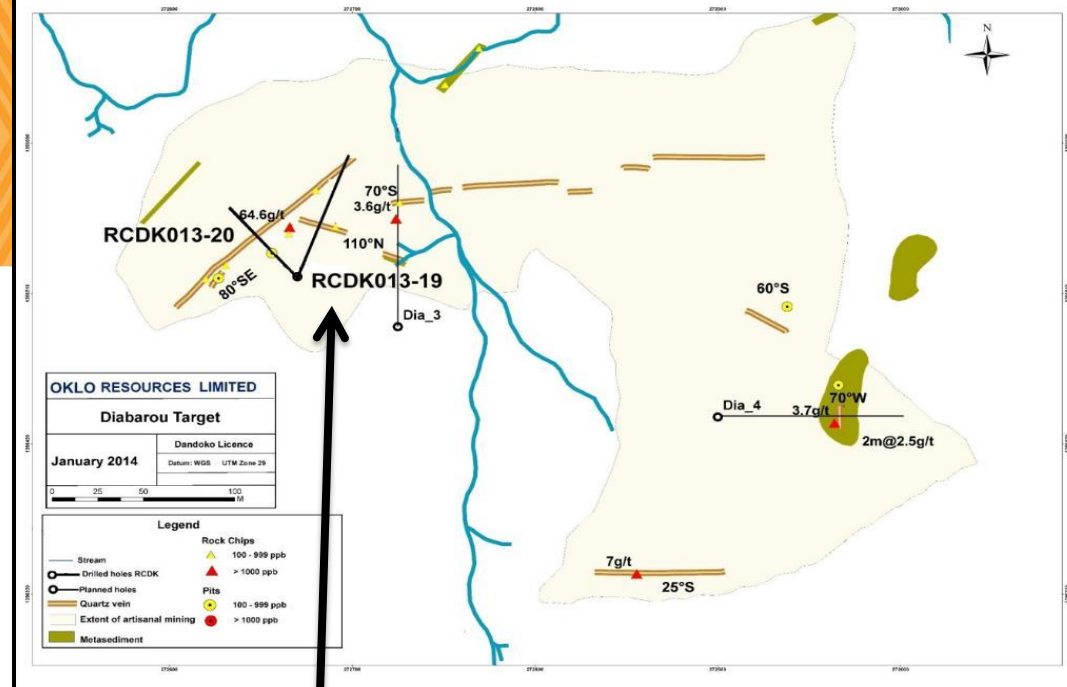 N
70°S
3.6g/t
64.6g/t
RCDK013-20
110°N
80°SE
RCDK013-19
60°S
Dia_3
OKLO RESOURCES LIMITED
Diabarou Target
January 2014
Dandoko Licence
Datum: WGS UTM Zone 29
0 25 50 100
M
Dia_4
70°W
3.7g/t
2m@2.5g/t
Legend
Rock Chips
Stream
100 - 999 ppb
Drilled holes RCDK
> 1000 ppb
Planned holes
Pits
Quartz vein
100 - 999 ppb
Extent of artisanal mining
> 1000 ppb
Metasediment
7g/t
25°S